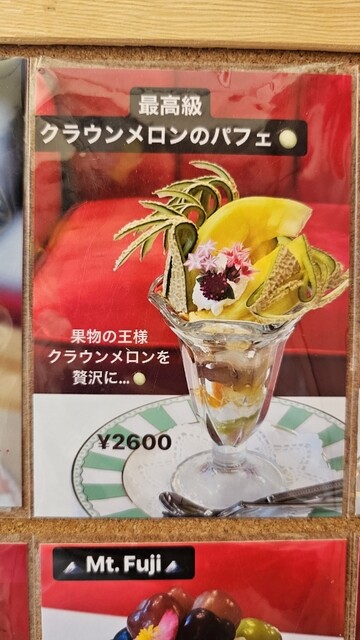 最高級
クラウンメロンのパフェ🍈
果物の王様
クラウンメロンを
贅沢に...🍈
¥2600
🗻Mt. Fuji🗻